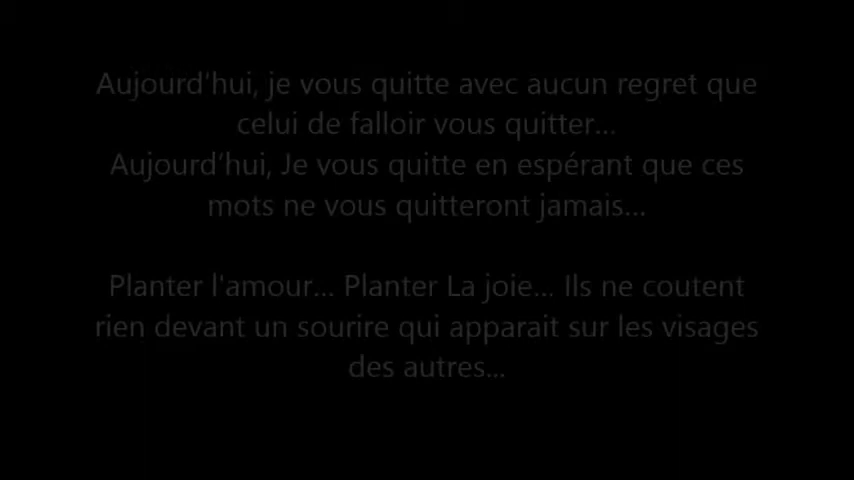 Aujourd'hui, je vous quitte avec aucun regret que
celui de falloir vous quitter...
Aujourd’hui, Je vous quitte en espérant que ces
mots ne vous quitteront jamais...
Planter l'amour... Planter La joie... Ils ne coutent
rien devant un sourire qui apparait sur les visages
des autres...